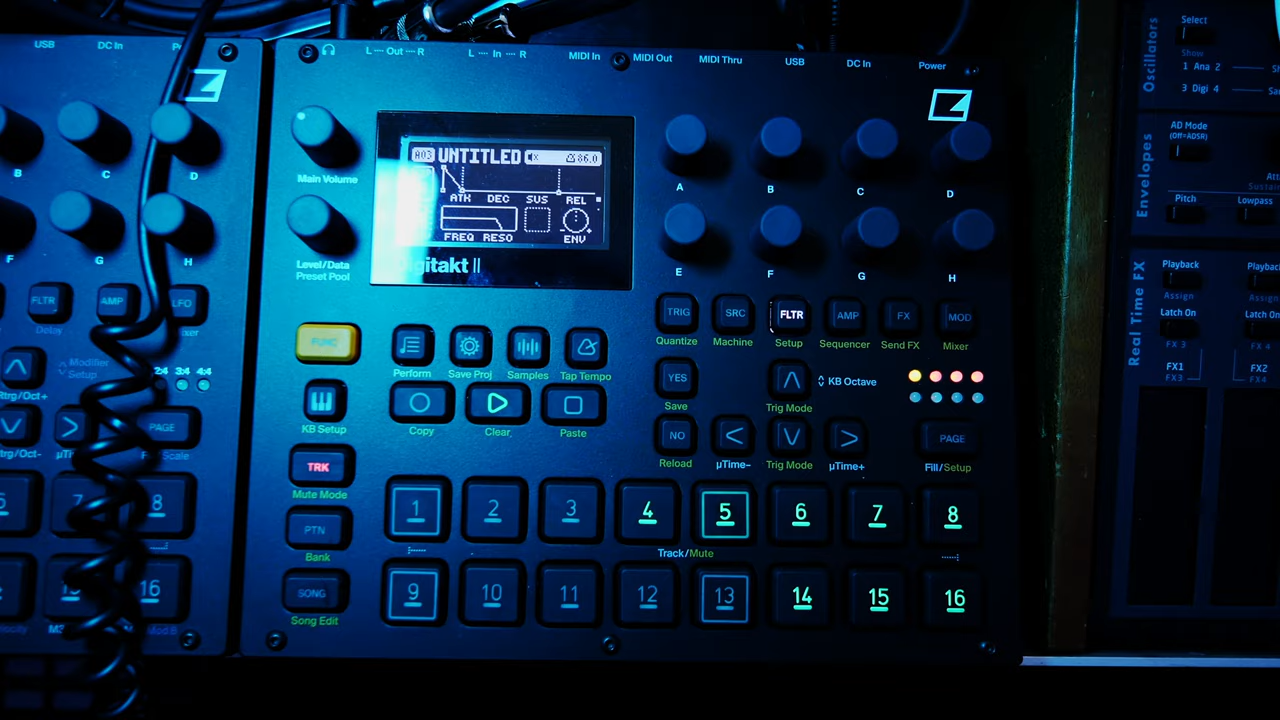 USB DC In
B C D
F G H
FLTR AMP LFO
Delay
Modifier
Setup
2:4 3:4 4:4
PAGE
Scale
7 8
16
L Out R L In R MIDI In MIDI Out MIDI Thru USB DC In Power
Main Volume
Level/Data
Preset Pool
A03 UNTITLED 86.0
ATK DEC SUS REL
FREQ RESO ENV
gitakt II
A B C D
E F G H
TRIG SRC FLTR AMP FX MOD
Quantize Machine Setup Sequencer Send FX Mixer
FUNC
Perform Save Proj Samples Tap Tempo
YES
Save
Trig Mode
KB Octave
KB Setup
Copy Clear Paste
NO
Reload
µTime- Trig Mode µTime+
PAGE
Fill/Setup
TRK
Mute Mode
PTN
Bank
SONG
Song Edit
1 2 3 4 5 6 7 8
Track/Mute
9 10 11 12 13 14 15 16
Oscillators
Select
Show
1 Ana 2
3 Digi 4
Envelopes
AD Mode
(Off=ADSR)
Pitch Lowpass
Real Time FX
Playback Playback
Assign Assign
Latch On Latch On
FX 3 FX 4
FX1 FX2
FX3 FX4